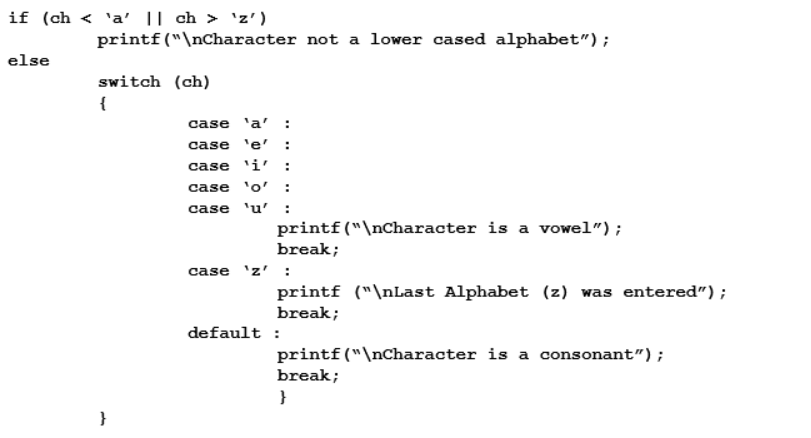 if (ch < ‘a’ || ch > ‘z’)
printf(“\nCharacter not a lower cased alphabet”);
else
switch (ch)
{
case ‘a’ :
case ‘e’ :
case ‘i’ :
case ‘o’ :
case ‘u’ :
printf(“\nCharacter is a vowel”);
break;
case ‘z’ :
printf (“\nLast Alphabet (z) was entered”);
break;
default :
printf(“\nCharacter is a consonant”);
break;
}
}